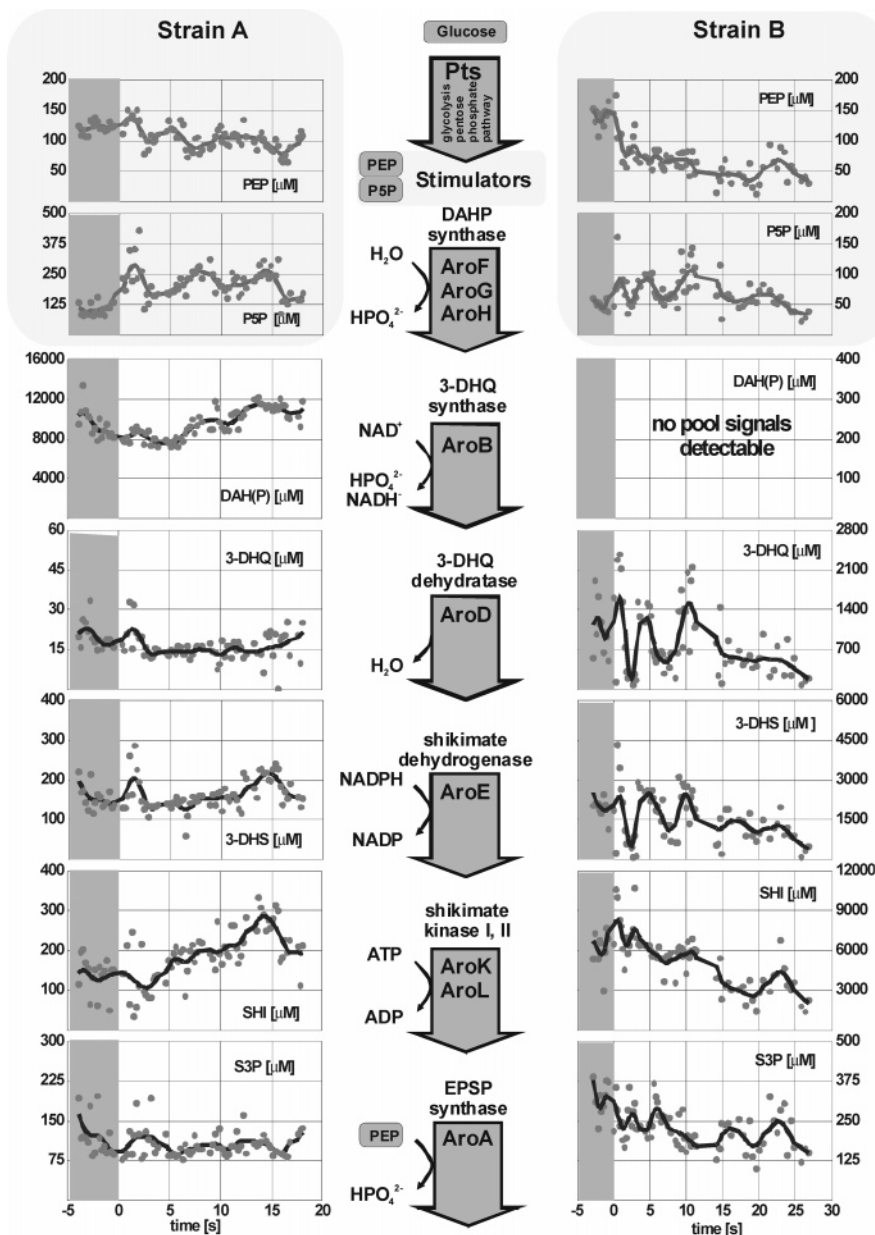 Strain A
Glucose
Strain B
200
150
100
50
PEP [µM]
Pts
glycolysis
pentose
phosphate
pathway
200
150
100
50
PEP [µM]
PEP
P5P
Stimulators
500
375
250
125
P5P [µM]
DAHP
synthase
H₂O
AroF
AroG
AroH
HPO₄²⁻
200
150
100
50
P5P [µM]
16000
12000
8000
4000
DAH(P) [µM]
3-DHQ
synthase
NAD⁺
AroB
HPO₄²⁻
NADH⁻
400
300
200
100
DAH(P) [µM]
no pool signals
detectable
60
45
30
15
3-DHQ [µM]
3-DHQ
dehydratase
AroD
H₂O
2800
2100
1400
700
3-DHQ [µM]
400
300
200
100
3-DHS [µM]
shikimate
dehydrogenase
NADPH
AroE
NADP
6000
4500
3000
1500
3-DHS [µM ]
400
300
200
100
SHI [µM]
shikimate
kinase I, II
ATP
AroK
AroL
ADP
12000
9000
6000
3000
SHI [µM]
300
225
150
75
S3P [µM]
EPSP
synthase
PEP
AroA
HPO₄²⁻
500
375
250
125
S3P [µM]
-5 0 5 10 15 20
time [s]
-5 0 5 10 15 20 25 30
time [s]